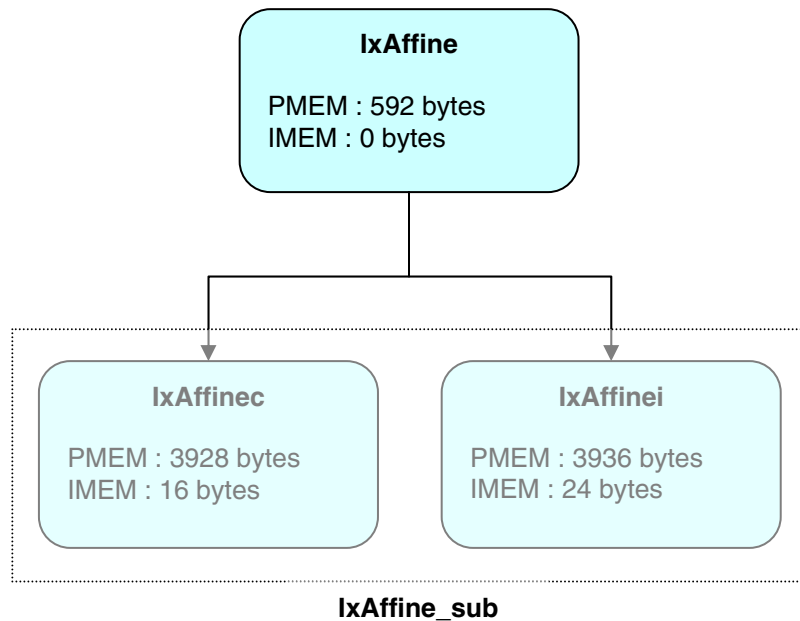 IxAffine
PMEM : 592 bytes
IMEM : 0 bytes
IxAffinec
PMEM : 3928 bytes
IMEM : 16 bytes
IxAffinei
PMEM : 3936 bytes
IMEM : 24 bytes
IxAffine_sub